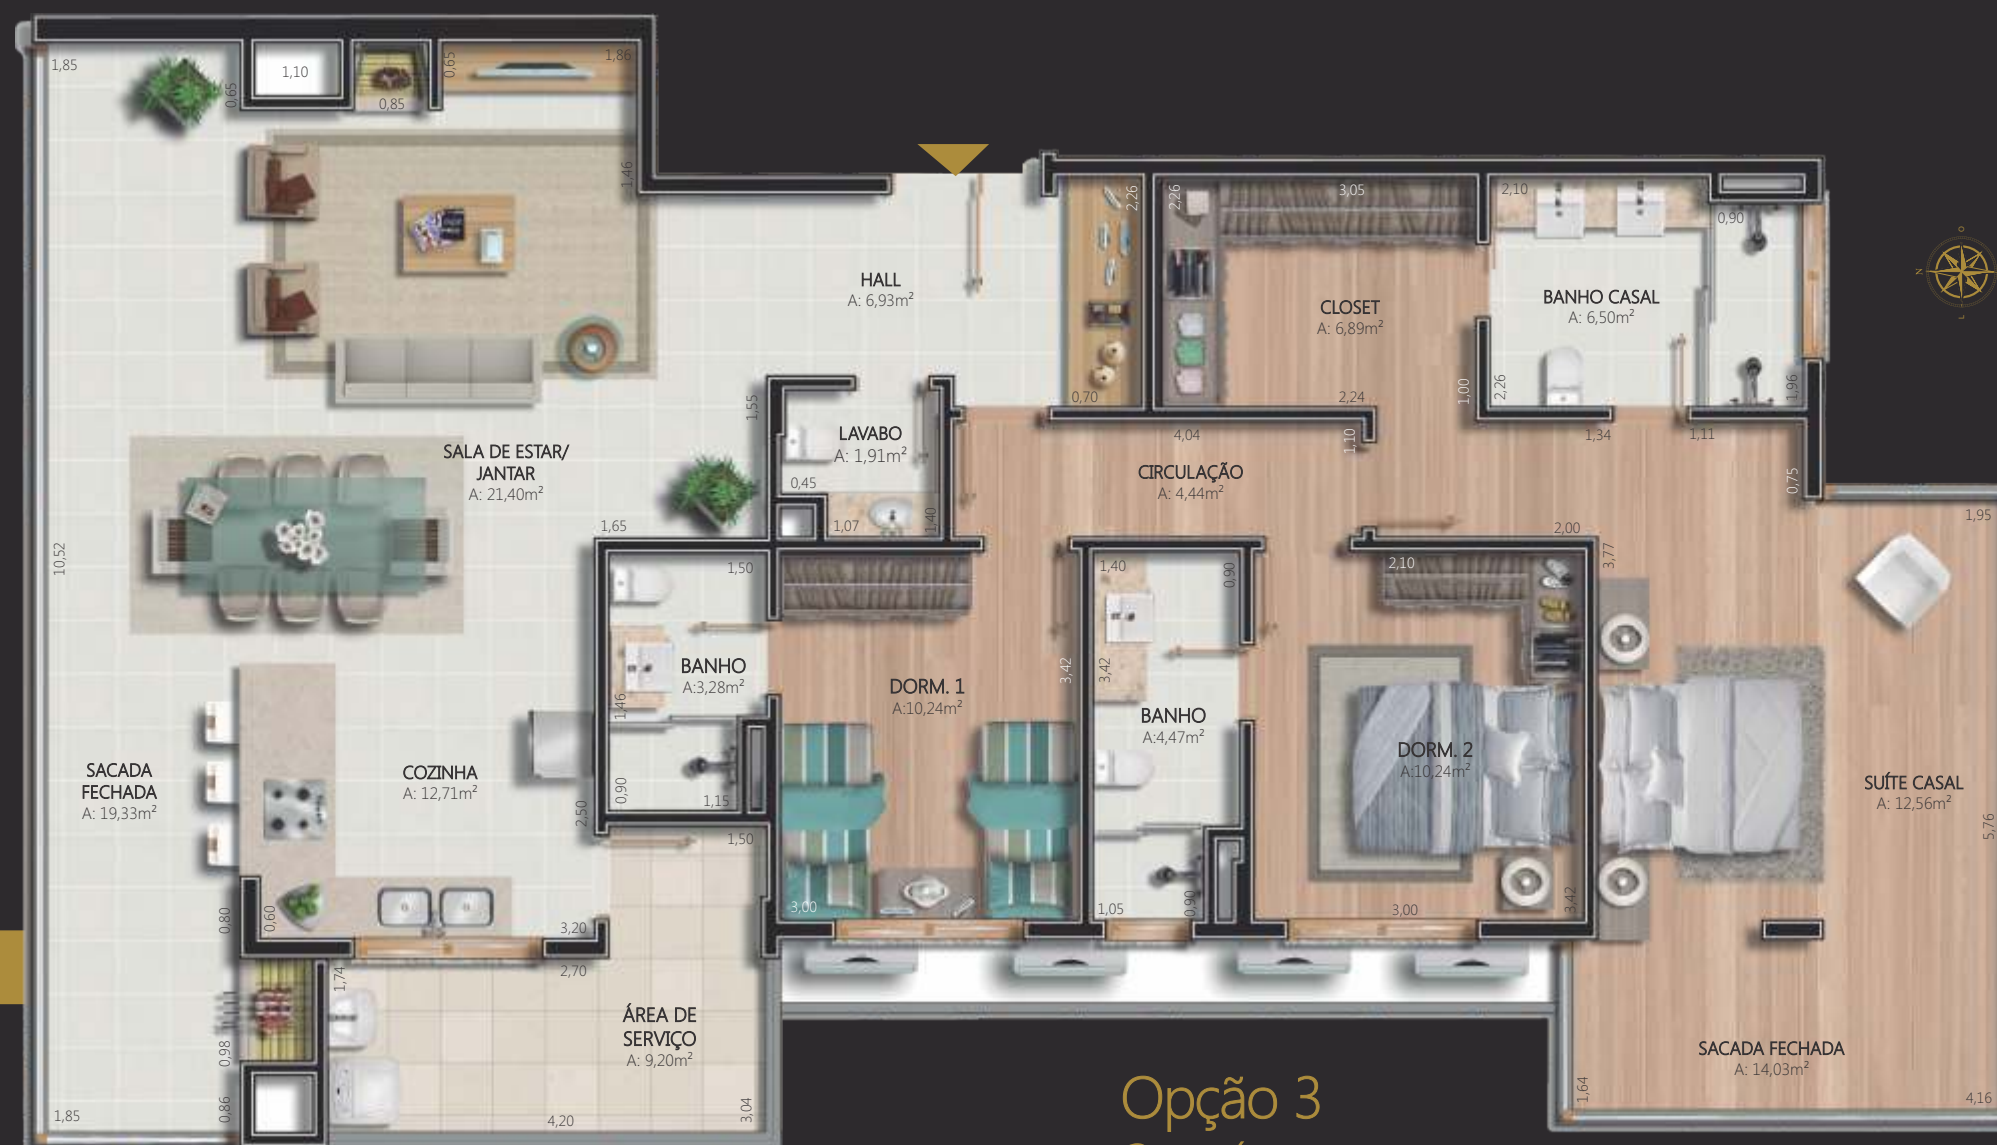 1,85
1,10
0,65
0,85
0,65
1,86
1,46
HALL
A: 6,93m²
2,26
0,70
2,26
3,05
CLOSET
A: 6,89m²
2,24
1,00
2,10
0,90
BANHO CASAL
A: 6,50m²
2,26
1,96
1,34
1,11
0,75
O
N
L
SALA DE ESTAR/
JANTAR
A: 21,40m²
1,55
LAVABO
A: 1,91m²
0,45
1,07
1,40
4,04
1,10
CIRCULAÇÃO
A: 4,44m²
2,00
3,77
1,95
10,52
1,65
1,50
BANHO
A:3,28m²
1,46
0,90
1,15
2,50
1,50
DORM. 1
A:10,24m²
3,42
3,00
1,40
0,90
3,42
BANHO
A:4,47m²
1,05
0,90
2,10
DORM. 2
A:10,24m²
3,00
3,42
SUÍTE CASAL
A: 12,56m²
5,76
SACADA
FECHADA
A: 19,33m²
COZINHA
A: 12,71m²
0,80
0,60
3,20
2,70
1,74
0,98
0,86
1,85
ÁREA DE
SERVIÇO
A: 9,20m²
4,20
3,04
SACADA FECHADA
A: 14,03m²
1,64
4,16
Opção 3